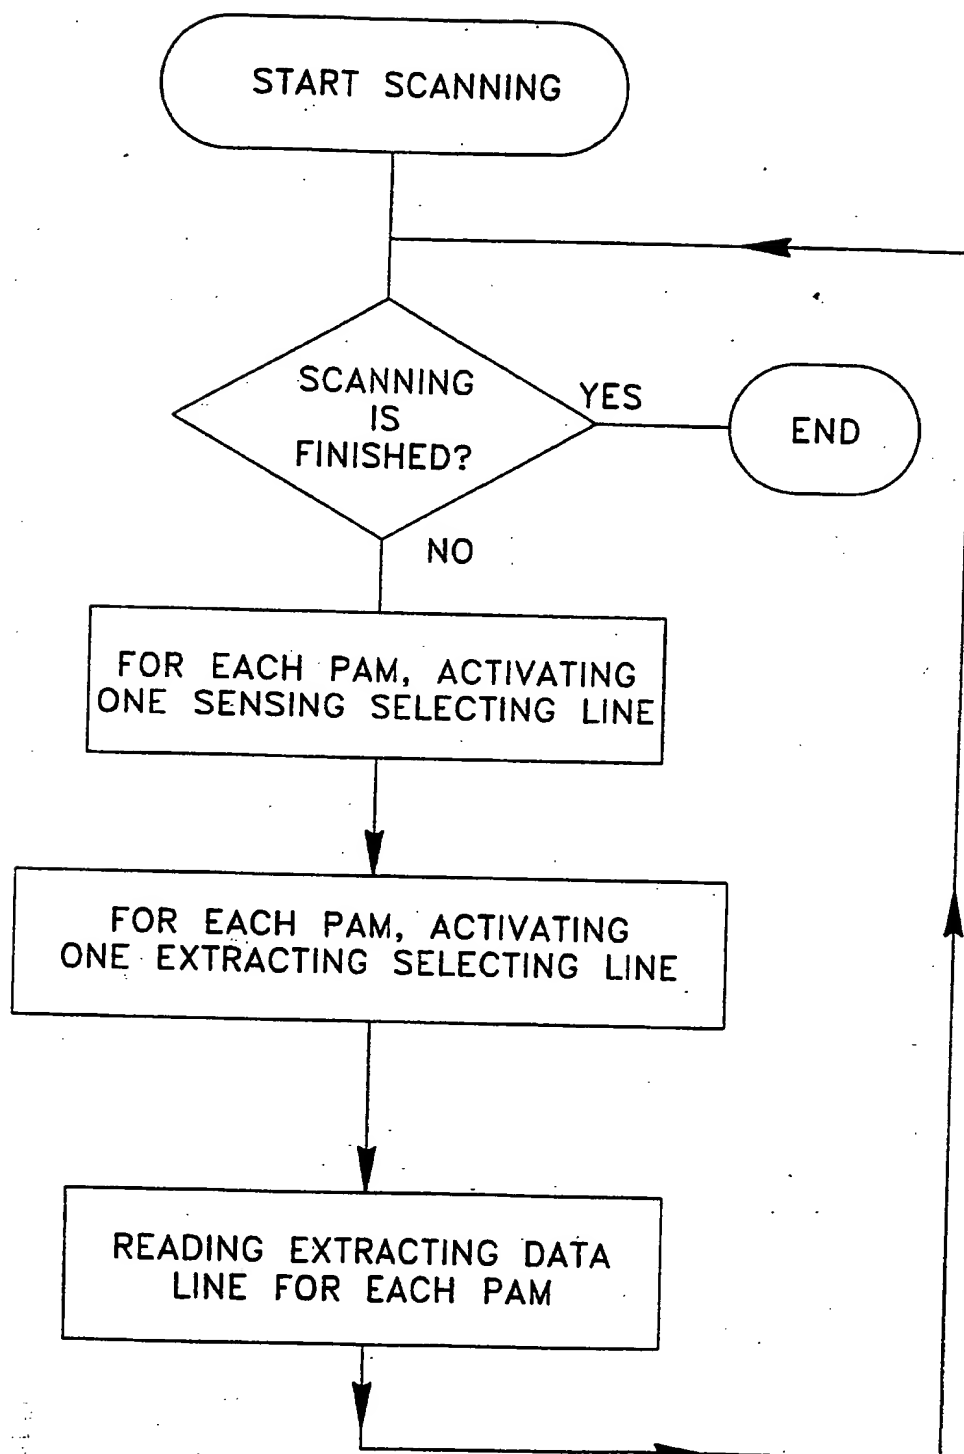 START SCANNING
SCANNING
IS
FINISHED?
YES
END
NO
FOR EACH PAM, ACTIVATING
ONE SENSING SELECTING LINE
FOR EACH PAM, ACTIVATING
ONE EXTRACTING SELECTING LINE
READING EXTRACTING DATA
LINE FOR EACH PAM